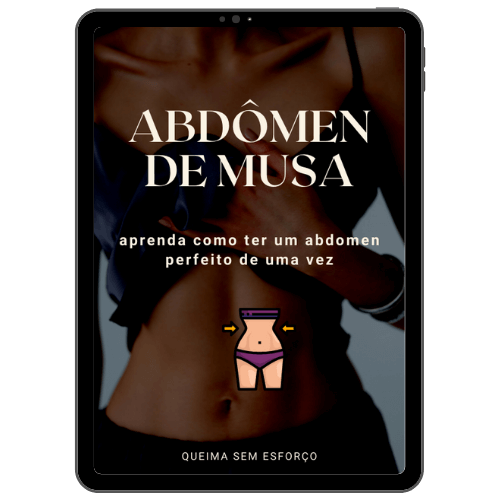 ABDÔMEN
DE MUSA
aprenda como ter um abdomen
perfeito de uma vez
QUEIMA SEM ESFORÇO